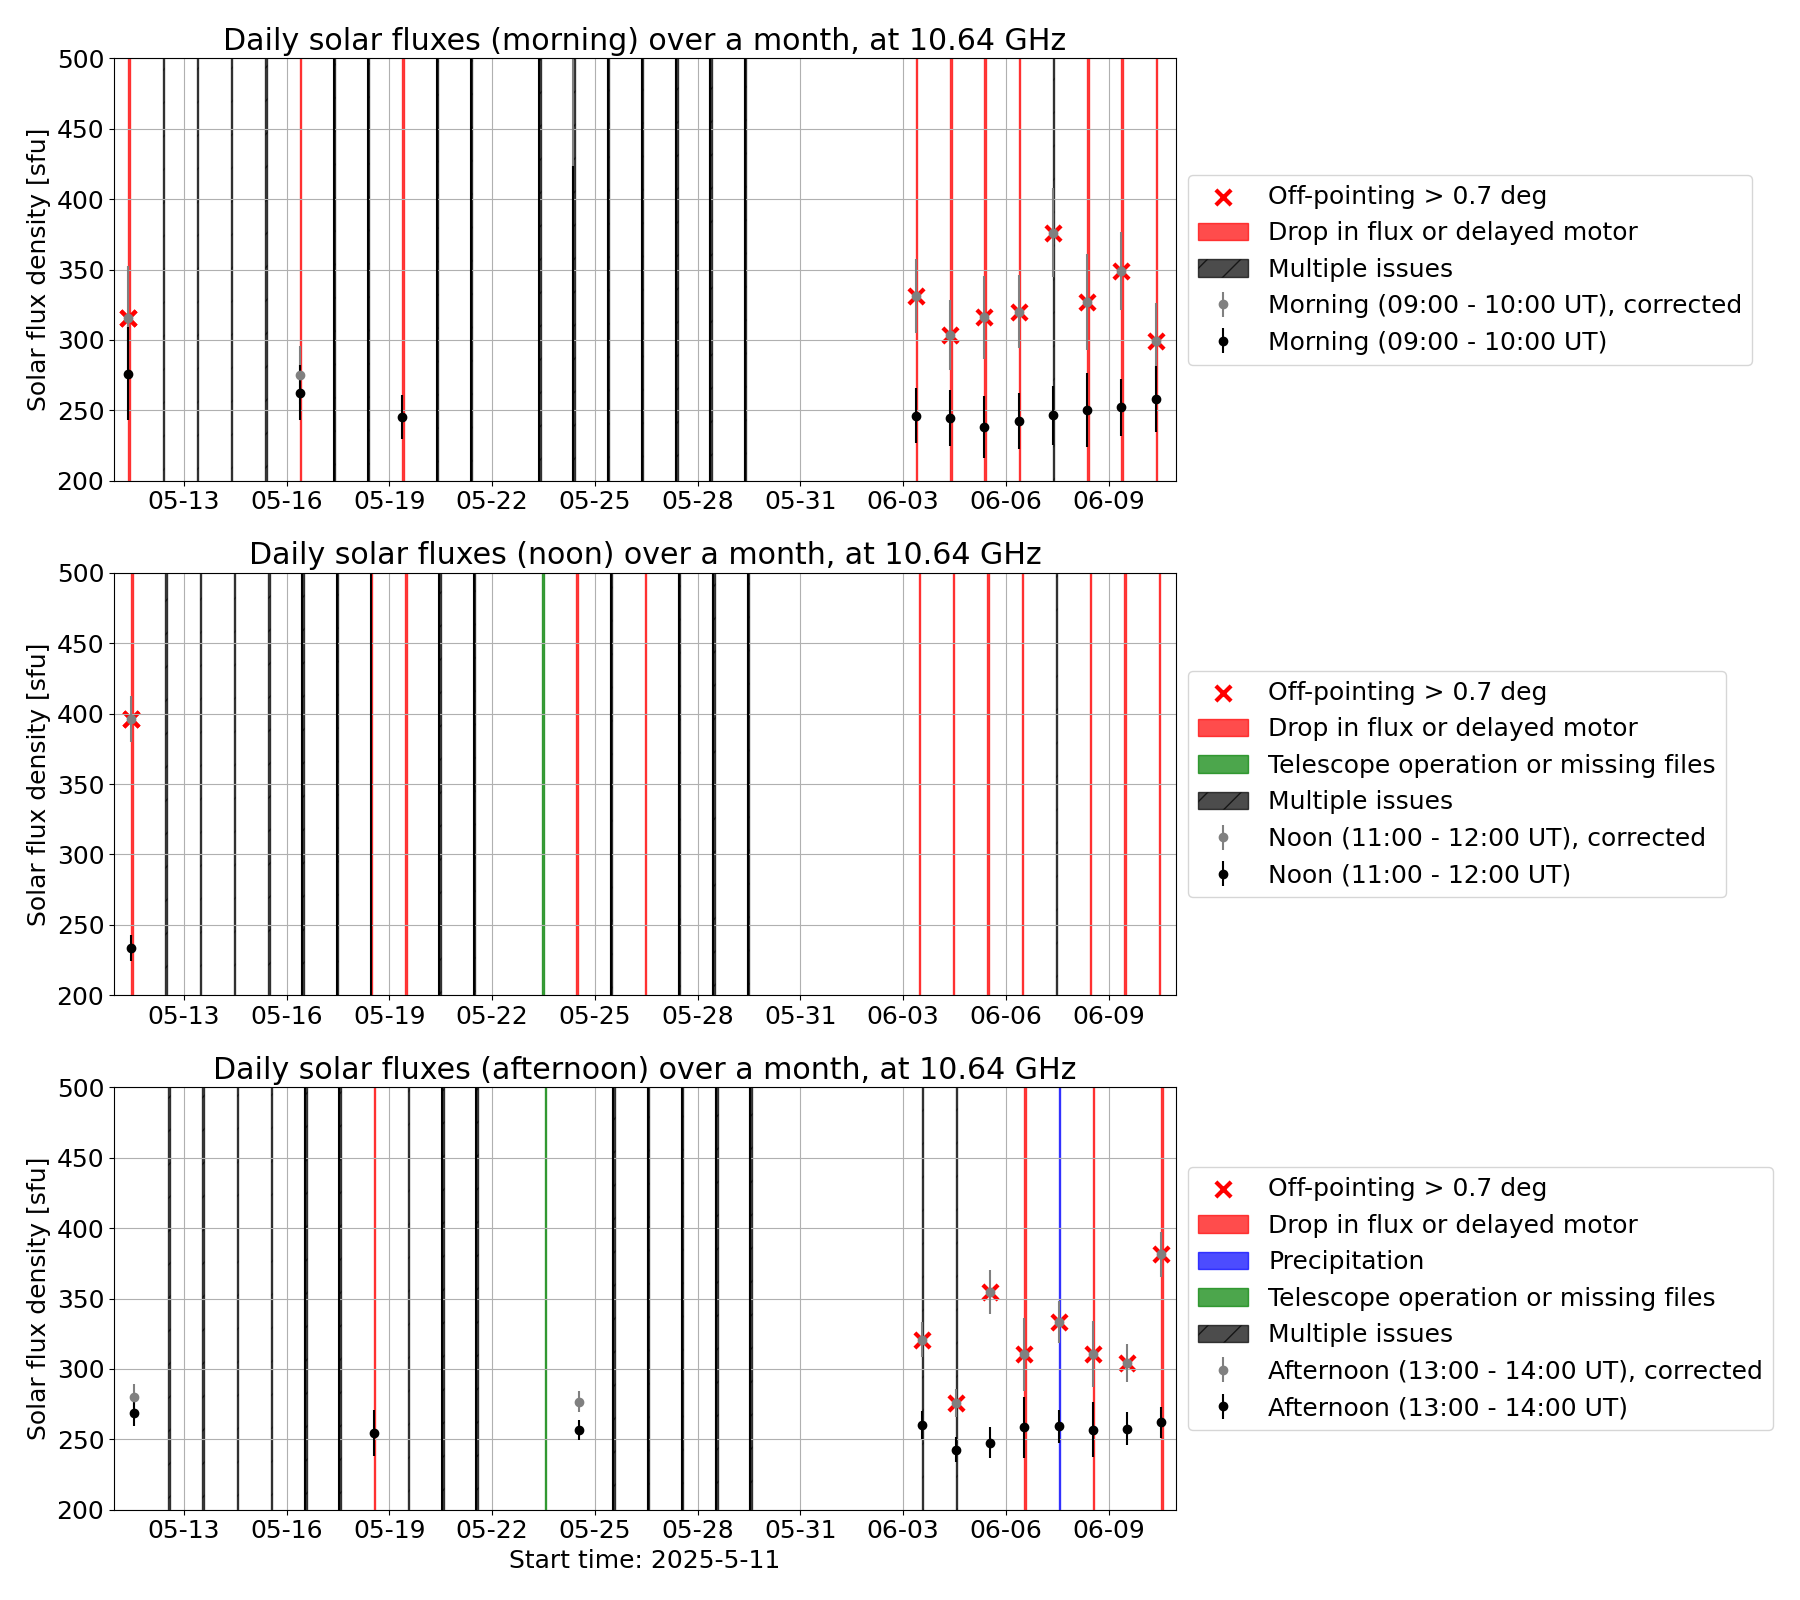 Daily solar fluxes (morning) over a month, at 10.64 GHz
Solar flux density [sfu]
500
450
400
350
300
250
200
05-13 05-16 05-19 05-22 05-25 05-28 05-31 06-03 06-06 06-09
Off-pointing > 0.7 deg
Drop in flux or delayed motor
Multiple issues
Morning (09:00 - 10:00 UT), corrected
Morning (09:00 - 10:00 UT)
Daily solar fluxes (noon) over a month, at 10.64 GHz
Solar flux density [sfu]
500
450
400
350
300
250
200
05-13 05-16 05-19 05-22 05-25 05-28 05-31 06-03 06-06 06-09
Off-pointing > 0.7 deg
Drop in flux or delayed motor
Telescope operation or missing files
Multiple issues
Noon (11:00 - 12:00 UT), corrected
Noon (11:00 - 12:00 UT)
Daily solar fluxes (afternoon) over a month, at 10.64 GHz
Solar flux density [sfu]
500
450
400
350
300
250
200
05-13 05-16 05-19 05-22 05-25 05-28 05-31 06-03 06-06 06-09
Start time: 2025-5-11
Off-pointing > 0.7 deg
Drop in flux or delayed motor
Precipitation
Telescope operation or missing files
Multiple issues
Afternoon (13:00 - 14:00 UT), corrected
Afternoon (13:00 - 14:00 UT)